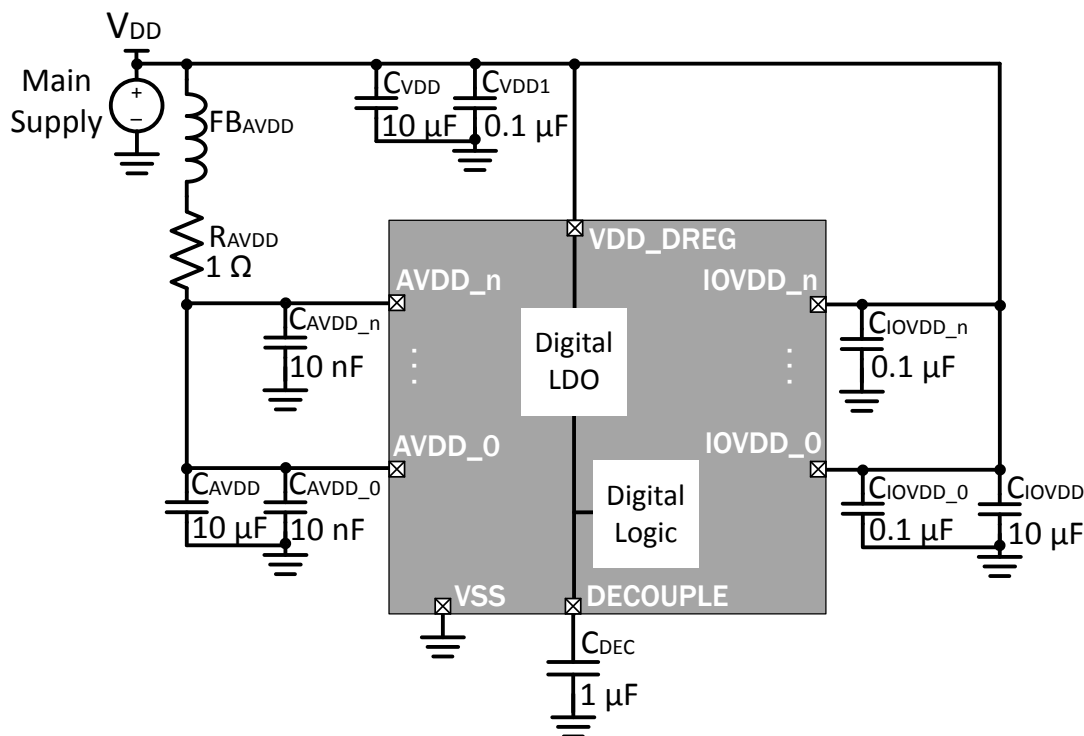 VDD
Main
Supply
+
–
FBAVDD
CVDD
10 µF
CVDD1
0.1 µF
RAVDD
1 Ω
VDD_DREG
AVDD_n
IOVDD_n
CAVDD_n
10 nF
Digital
LDO
CIOVDD_n
0.1 µF
AVDD_0
IOVDD_0
CAVDD
10 µF
CAVDD_0
10 nF
Digital
Logic
CIOVDD_0
0.1 µF
CIOVDD
10 µF
VSS
DECOUPLE
CDEC
1 µF